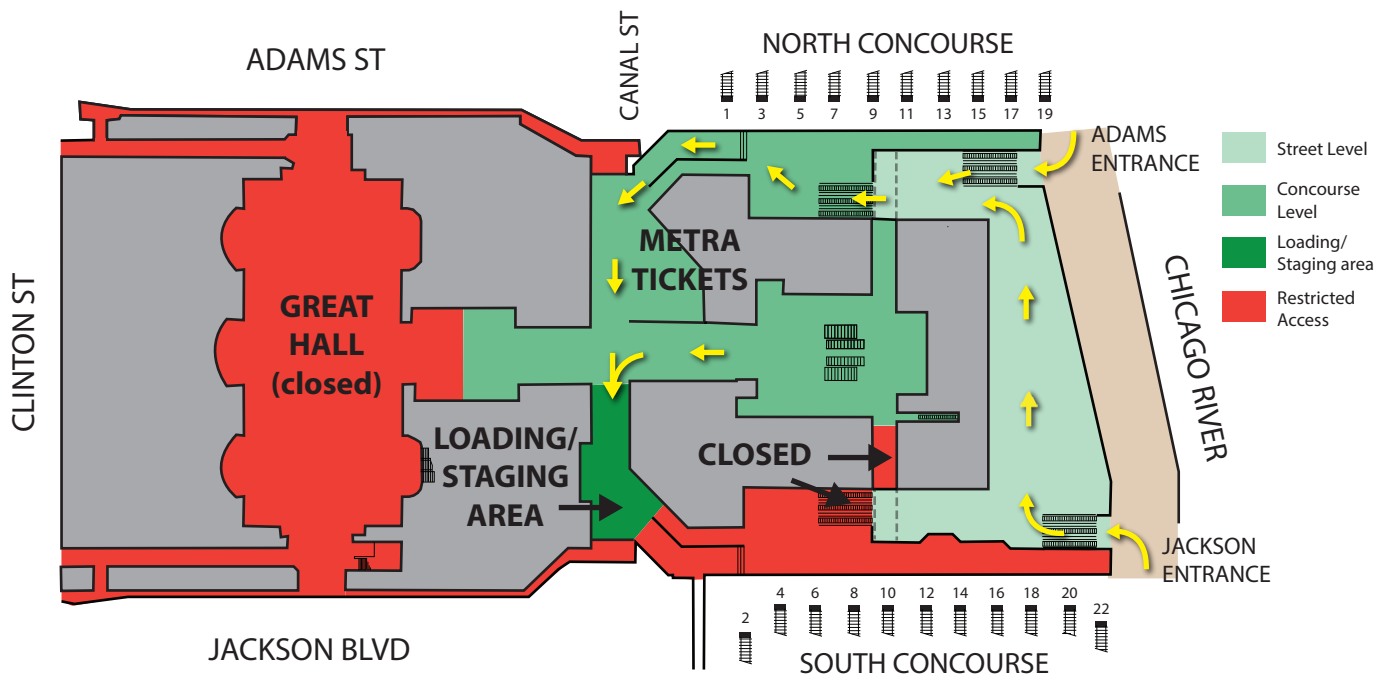 ADAMS ST
CANAL ST
NORTH CONCOURSE
1 3 5 7 9 11 13 15 17 19
ADAMS
ENTRANCE
Street Level
Concourse
Level
Loading/
Staging area
Restricted
Access
METRA
TICKETS
CLINTON ST
GREAT
HALL
(closed)
CHICAGO RIVER
LOADING/
STAGING
AREA
CLOSED
JACKSON
ENTRANCE
2 4 6 8 10 12 14 16 18 20 22
JACKSON BLVD
SOUTH CONCOURSE